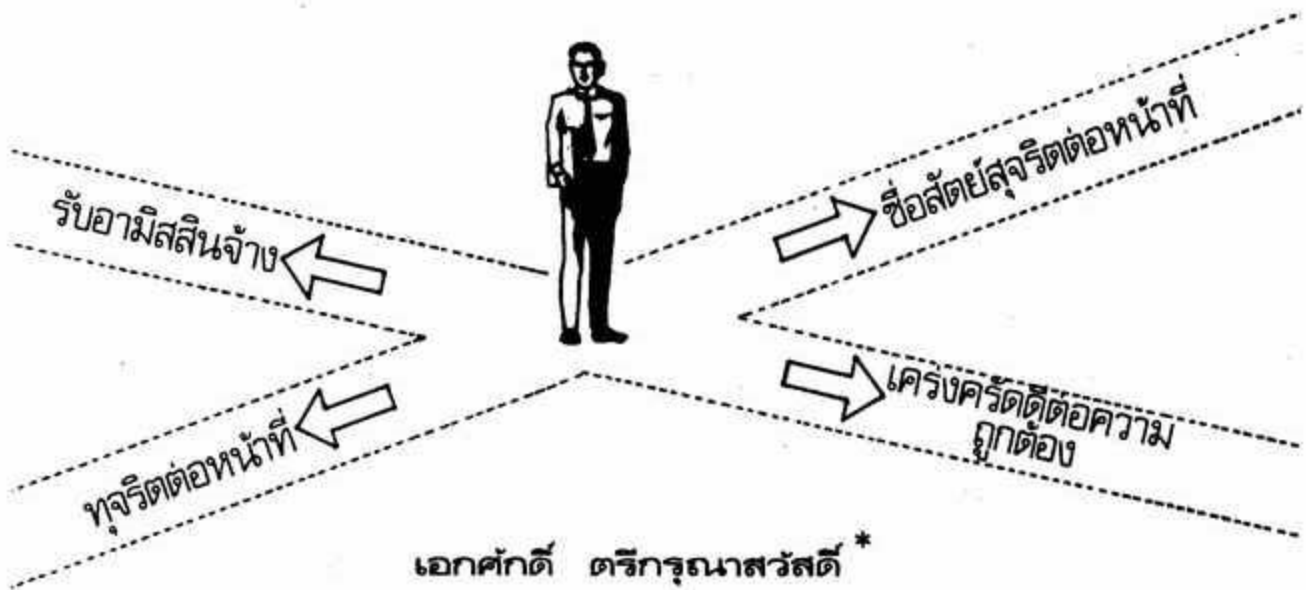 รับอามิสสินจ้าง
ซื่อสัตย์สุจริตต่อหน้าที่
ทุจริตต่อหน้าที่
เคร่งครัดดีต่อความ
ถูกต้อง
เอกศักดิ์ ตรีกรุณาสวัสดิ์ *